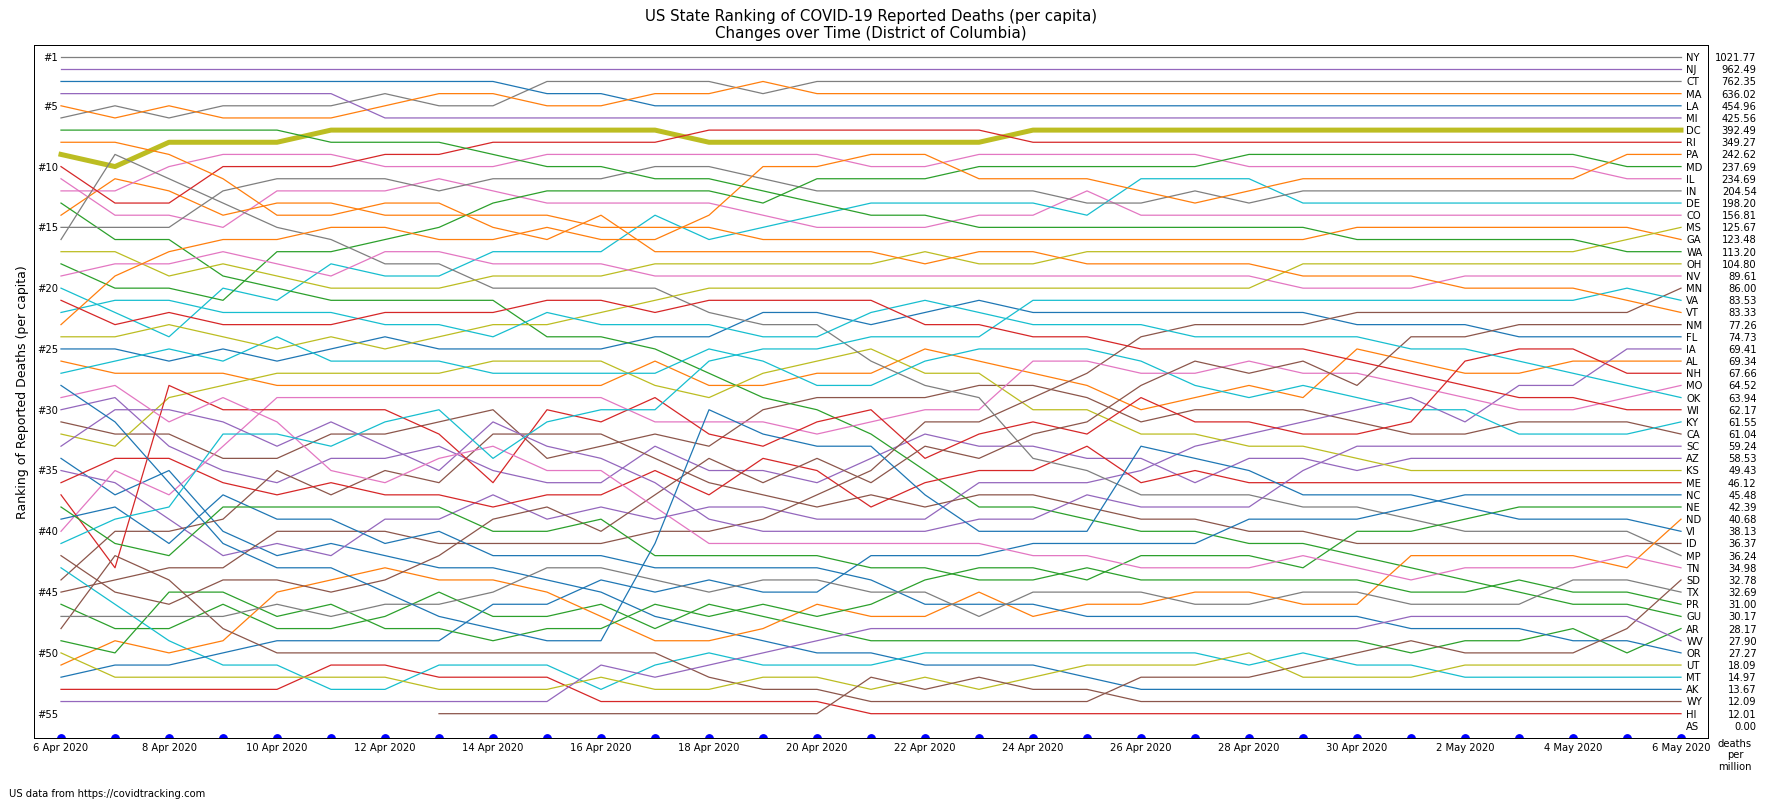 US State Ranking of COVID-19 Reported Deaths (per capita)
Changes over Time (District of Columbia)
Ranking of Reported Deaths (per capita)
#1
#5
#10
#15
#20
#25
#30
#35
#40
#45
#50
#55
NY 1021.77
NJ 962.49
CT 762.35
MA 636.02
LA 454.96
MI 425.56
DC 392.49
RI 349.27
PA 242.62
MD 237.69
IL 234.69
IN 204.54
DE 198.20
CO 156.81
MS 125.67
GA 123.48
WA 113.20
OH 104.80
NV 89.61
MN 86.00
VA 83.53
VT 83.33
NM 77.26
FL 74.73
IA 69.41
AL 69.34
NH 67.66
MO 64.52
OK 63.94
WI 62.17
KY 61.55
CA 61.04
SC 59.24
AZ 58.53
KS 49.43
ME 46.12
NC 45.48
NE 42.39
ND 40.68
VI 38.13
ID 36.37
MP 36.24
TN 34.98
SD 32.78
TX 32.69
PR 31.00
GU 30.17
AR 28.17
WV 27.90
OR 27.27
UT 18.09
MT 14.97
AK 13.67
WY 12.09
HI 12.01
AS 0.00
6 Apr 2020 8 Apr 2020 10 Apr 2020 12 Apr 2020 14 Apr 2020 16 Apr 2020 18 Apr 2020 20 Apr 2020 22 Apr 2020 24 Apr 2020 26 Apr 2020 28 Apr 2020 30 Apr 2020 2 May 2020 4 May 2020 6 May 2020
deaths
per
million
US data from https://covidtracking.com